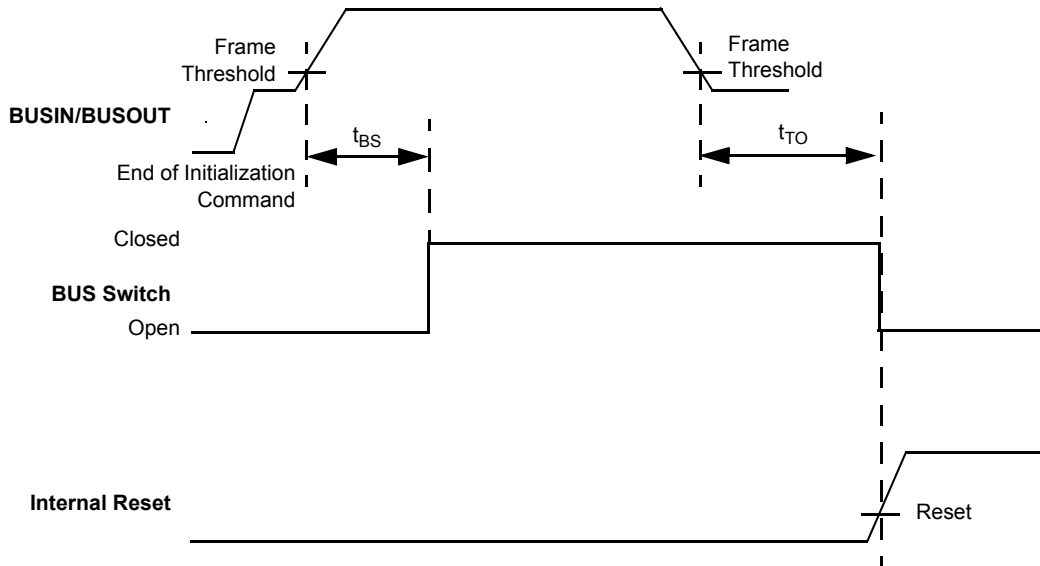 Frame
Threshold
Frame
Threshold
BUSIN/BUSOUT
t_BS
t_TO
End of Initialization
Command
Closed
BUS Switch
Open
Internal Reset
Reset